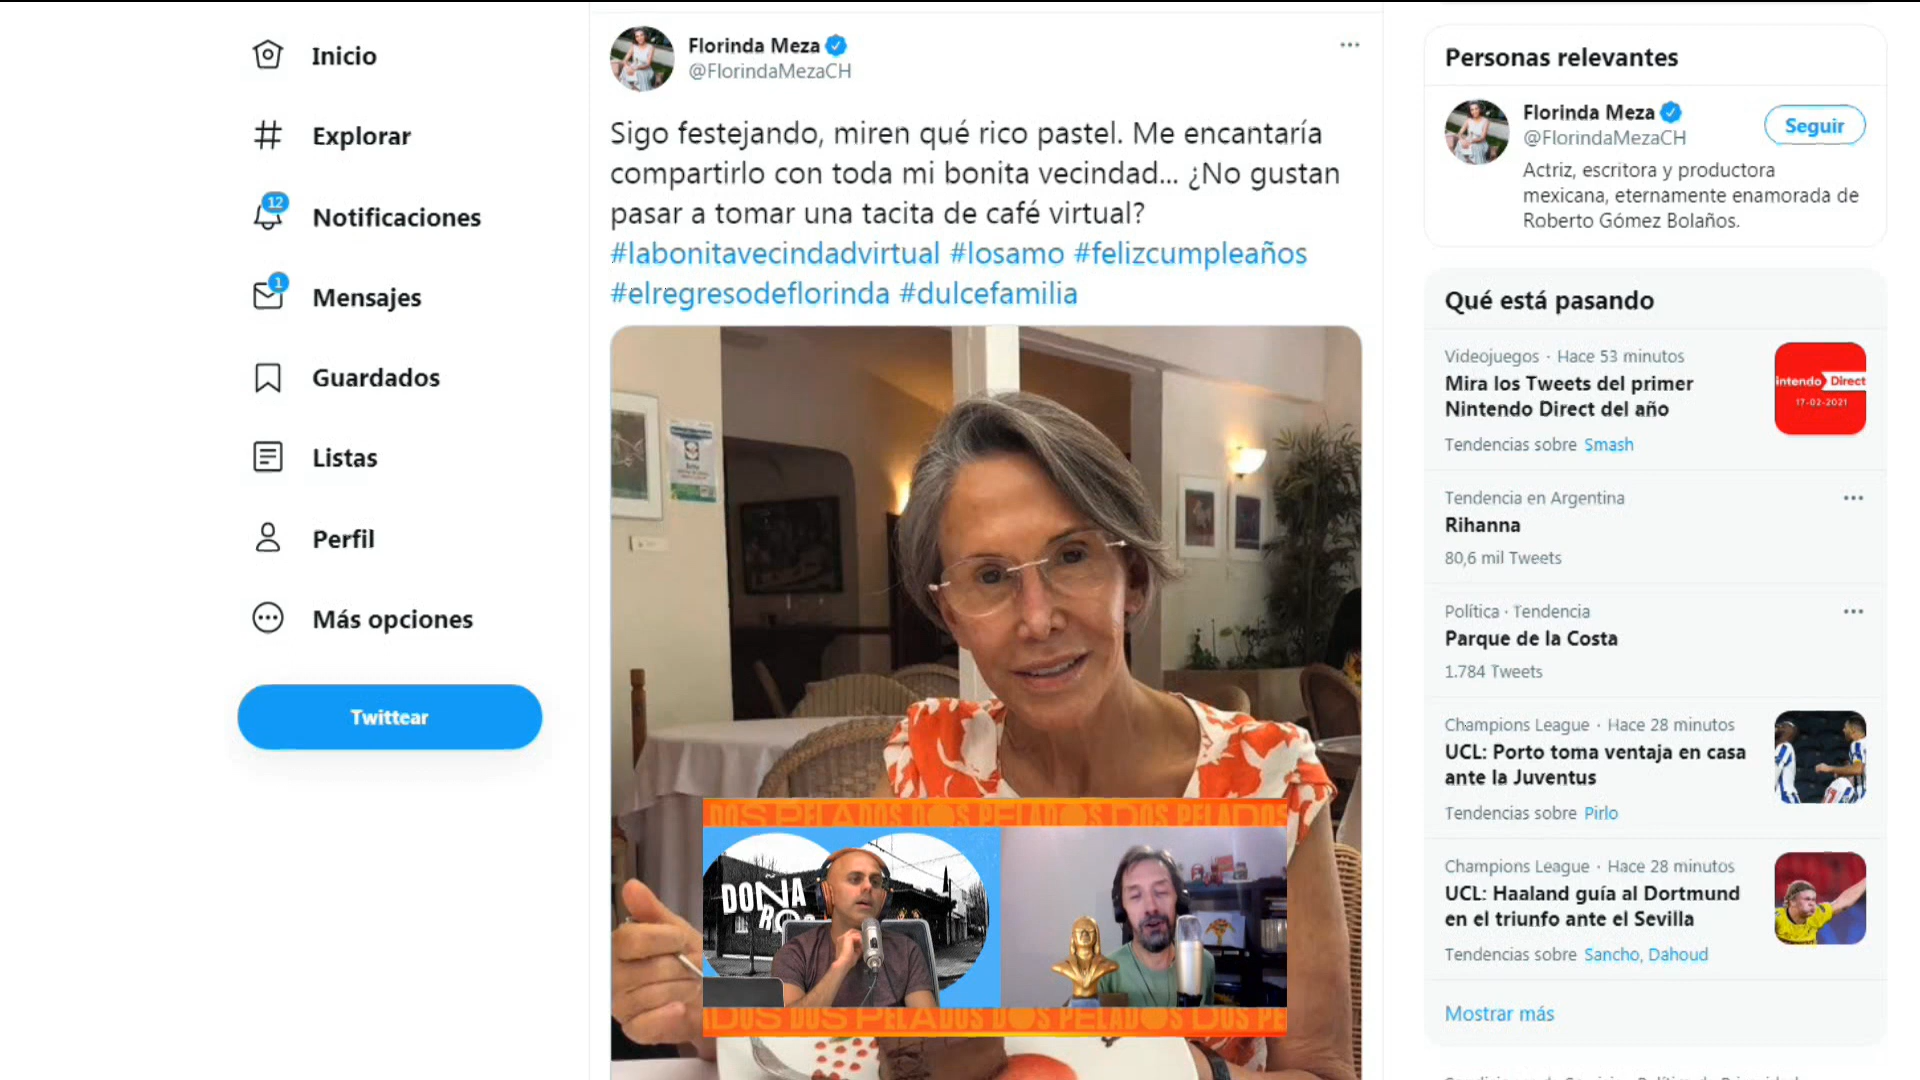 Inicio
Explorar
12
Notificaciones
1
Mensajes
Guardados
Listas
Perfil
Más opciones
Twittear
Florinda Meza
@FlorindaMezaCH
Sigo festejando, miren qué rico pastel. Me encantaría
compartirlo con toda mi bonita vecindad... ¿No gustan
pasar a tomar una tacita de café virtual?
#labonitavecindadvirtual #losamo #felizcumpleaños
#elregresodeflorinda #dulcefamilia
DOS PELADOS DOS PELADOS DOS PELADOS
DOÑA
DOS DOS PELADOS DOS PELADOS DOS PE
Personas relevantes
Florinda Meza
@FlorindaMezaCH
Seguir
Actriz, escritora y productora
mexicana, eternamente enamorada de
Roberto Gómez Bolaños.
Qué está pasando
Videojuegos · Hace 53 minutos
Mira los Tweets del primer
Nintendo Direct del año
Tendencias sobre Smash
intendo Direct
17-02-2021
Tendencia en Argentina
Rihanna
80,6 mil Tweets
Política · Tendencia
Parque de la Costa
1.784 Tweets
Champions League · Hace 28 minutos
UCL: Porto toma ventaja en casa
ante la Juventus
Tendencias sobre Pirlo
Champions League · Hace 28 minutos
UCL: Haaland guía al Dortmund
en el triunfo ante el Sevilla
Tendencias sobre Sancho, Dahoud
Mostrar más